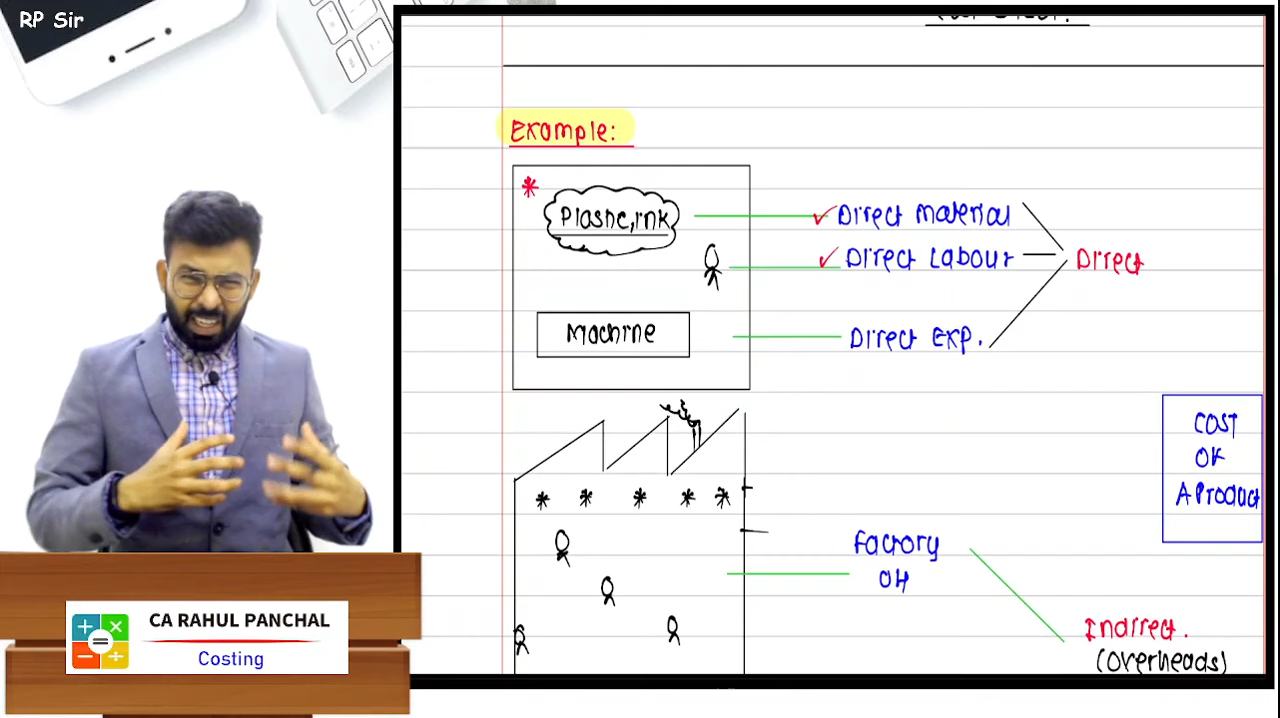 RP Sir
Example:
Plastic, ink
Direct Material
Direct Labour
Direct
Machine
Direct Exp.
COST
OF
A Product
Factory
OH
Indirect.
(Overheads)
CA RAHUL PANCHAL
Costing